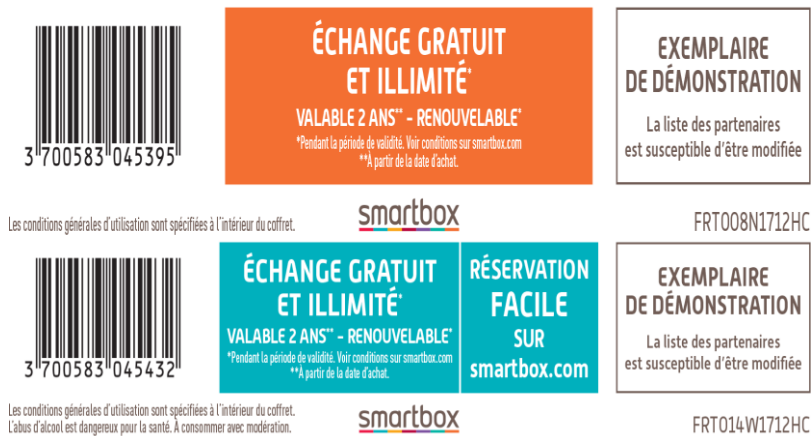 ÉCHANGE GRATUIT
ET ILLIMITÉ*
VALABLE 2 ANS** - RENOUVELABLE*
*Pendant la période de validité. Voir conditions sur smartbox.com
**À partir de la date d'achat.
EXEMPLAIRE
DE DÉMONSTRATION
La liste des partenaires
est susceptible d'être modifiée
3 700583 045395
Les conditions générales d'utilisation sont spécifiées à l'intérieur du coffret.
smartbox
FRT008N1712HC
ÉCHANGE GRATUIT
ET ILLIMITÉ*
VALABLE 2 ANS** - RENOUVELABLE*
*Pendant la période de validité. Voir conditions sur smartbox.com
**À partir de la date d'achat.
RÉSERVATION
FACILE
SUR
smartbox.com
EXEMPLAIRE
DE DÉMONSTRATION
La liste des partenaires
est susceptible d'être modifiée
3 700583 045432
Les conditions générales d'utilisation sont spécifiées à l'intérieur du coffret.
L'abus d'alcool est dangereux pour la santé. À consommer avec modération.
smartbox
FRT014W1712HC